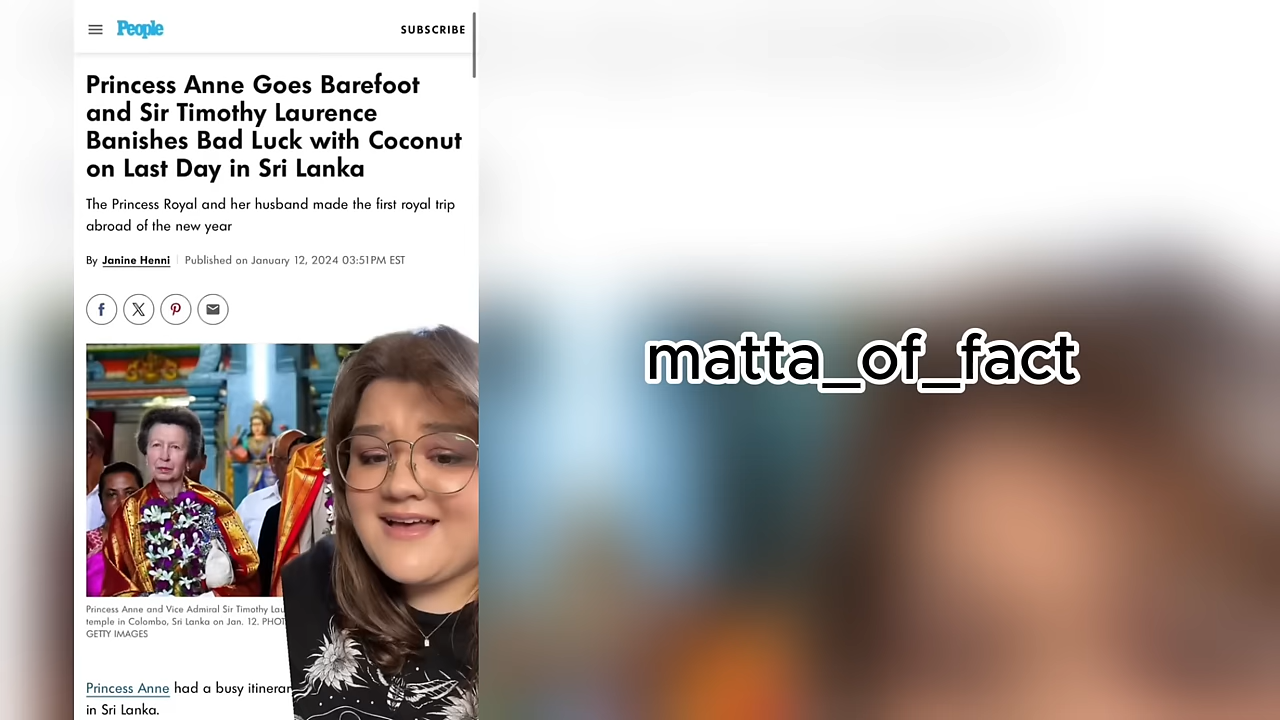 People
SUBSCRIBE
Princess Anne Goes Barefoot
and Sir Timothy Laurence
Banishes Bad Luck with Coconut
on Last Day in Sri Lanka
The Princess Royal and her husband made the first royal trip
abroad of the new year
By Janine Henni Published on January 12, 2024 03:51PM EST
Princess Anne and Vice Admiral Sir Timothy
temple in Colombo, Sri Lanka on Jan. 12.
GETTY IMAGES
Princess Anne had a busy
in Sri Lanka.
matta_of_fact